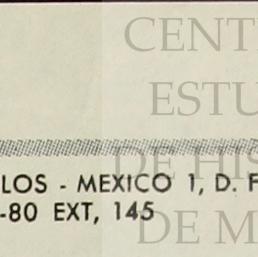 CENT
ESTU
DE HIS
LOS - MEXICO 1, D. F
-80 EXT, 145
DE M